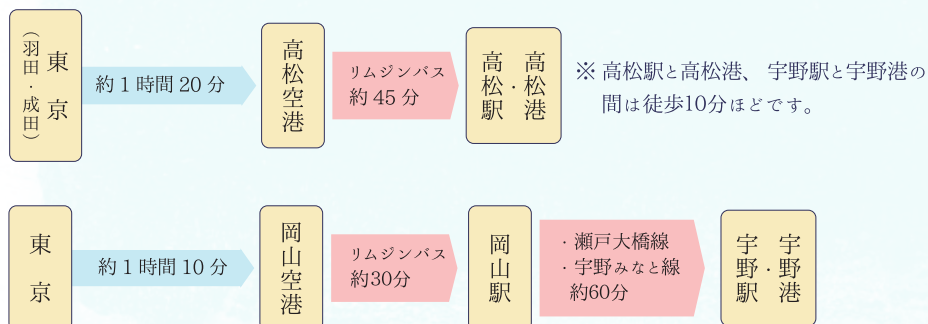 東京
（羽田・成田）
約1時間20分
高松空港
リムジンバス
約45分
高松港・
高松駅
※ 高松駅と高松港、宇野駅と宇野港の
間は徒歩10分ほどです。
東京
約1時間10分
岡山空港
リムジンバス
約30分
岡山駅
・瀬戸大橋線
・宇野みなと線
約60分
宇野港・
宇野駅